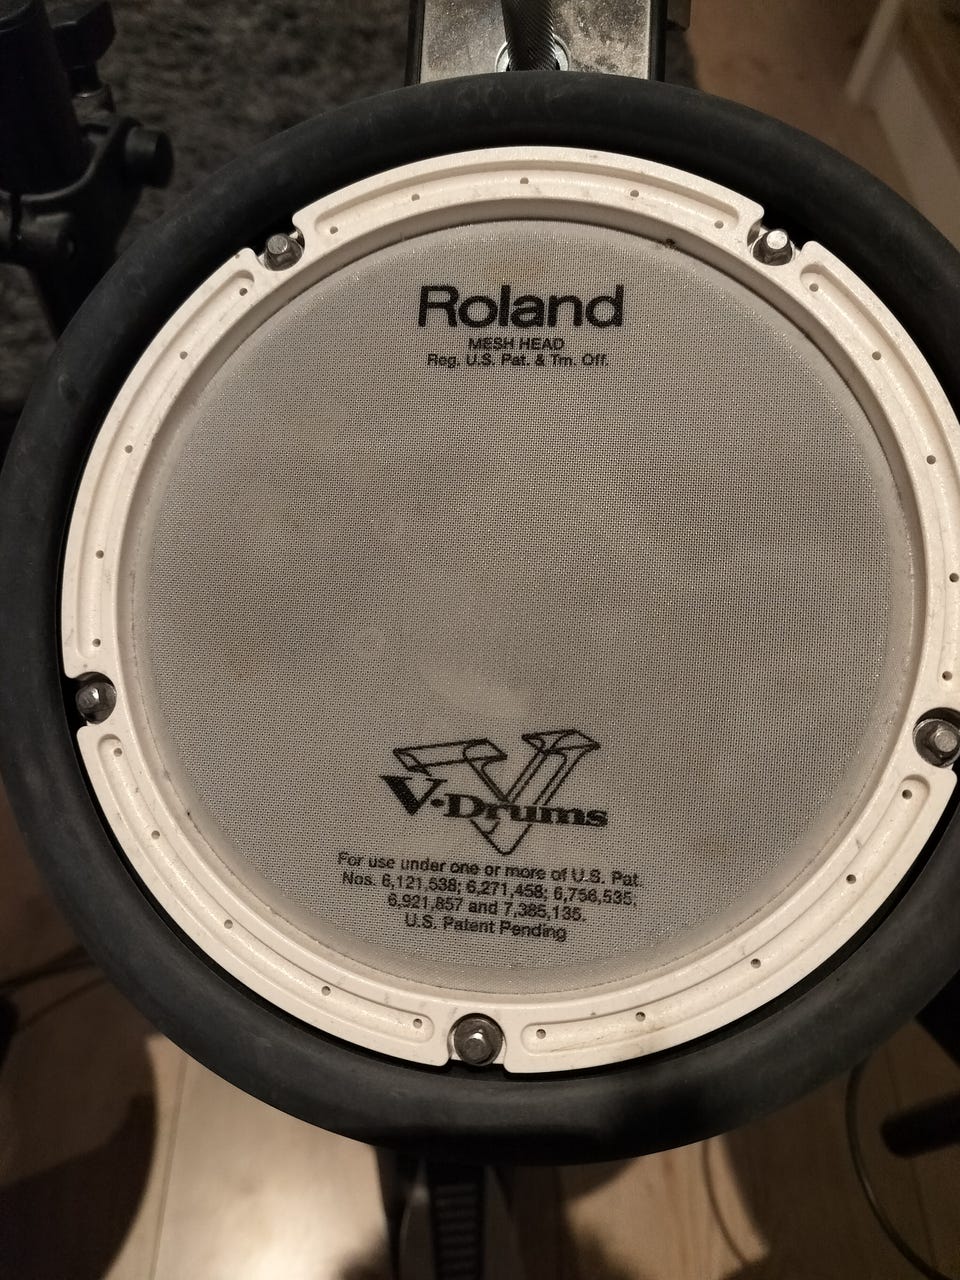 Roland
MESH HEAD
Reg. U.S. Pat. & Tm. Off.
V-Drums
For use under one or more of U.S. Pat.
Nos. 6,121,538; 6,271,458; 6,756,535,
6,921,857 and 7,385,135.
U.S. Patent Pending